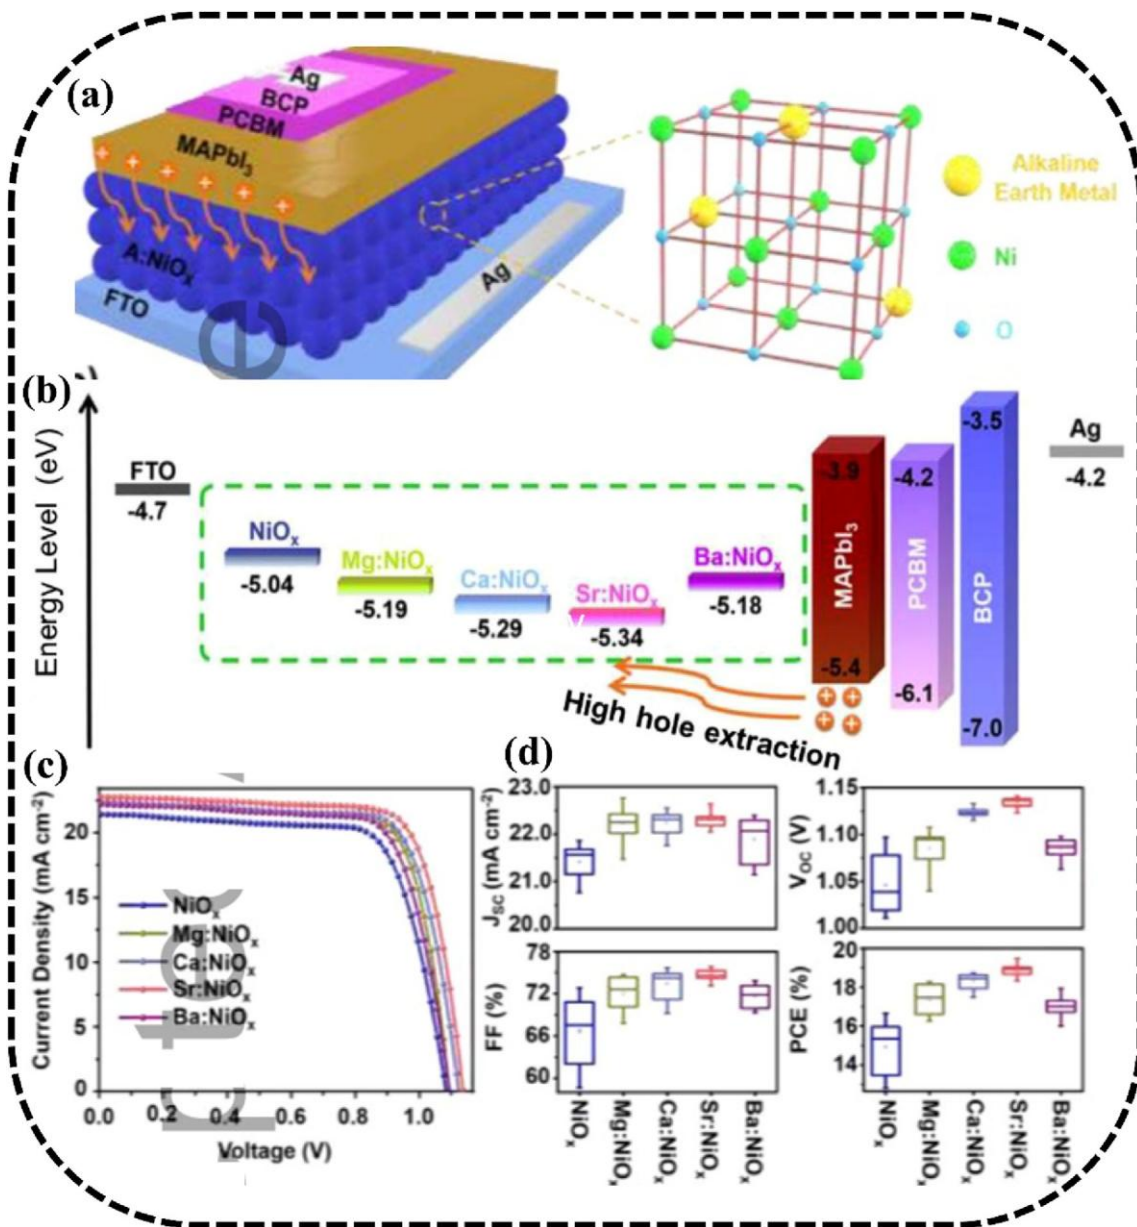 (a)
Ag
BCP
PCBM
MAPbI₃
A:NiOₓ
FTO
Ag
Alkaline
Earth Metal
Ni
O
(b)
Energy Level (eV)
FTO
-4.7
NiOₓ
-5.04
Mg:NiOₓ
-5.19
Ca:NiOₓ
-5.29
Sr:NiOₓ
-5.34
Ba:NiOₓ
-5.18
-3.9
MAPbI₃
-5.4
-4.2
PCBM
-6.1
-3.5
BCP
-7.0
Ag
-4.2
High hole extraction
(c)
Current Density (mA cm⁻²)
20
15
10
5
0
0.0 0.2 0.4 0.6 0.8 1.0
Voltage (V)
NiOₓ
Mg:NiOₓ
Ca:NiOₓ
Sr:NiOₓ
Ba:NiOₓ
(d)
J_SC (mA cm⁻²)
23.0
22.0
21.0
20.0
V_OC (V)
1.15
1.10
1.05
1.00
FF (%)
78
72
66
60
NiOₓ Mg:NiOₓ Ca:NiOₓ Sr:NiOₓ Ba:NiOₓ
PCE (%)
20
18
16
14
NiOₓ Mg:NiOₓ Ca:NiOₓ Sr:NiOₓ Ba:NiOₓ